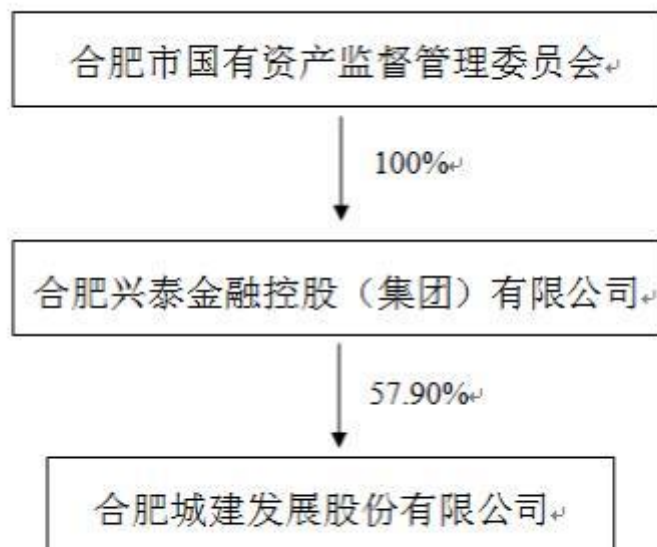 合肥市国有资产监督管理委员会
100%
合肥兴泰金融控股（集团）有限公司
57.90%
合肥城建发展股份有限公司